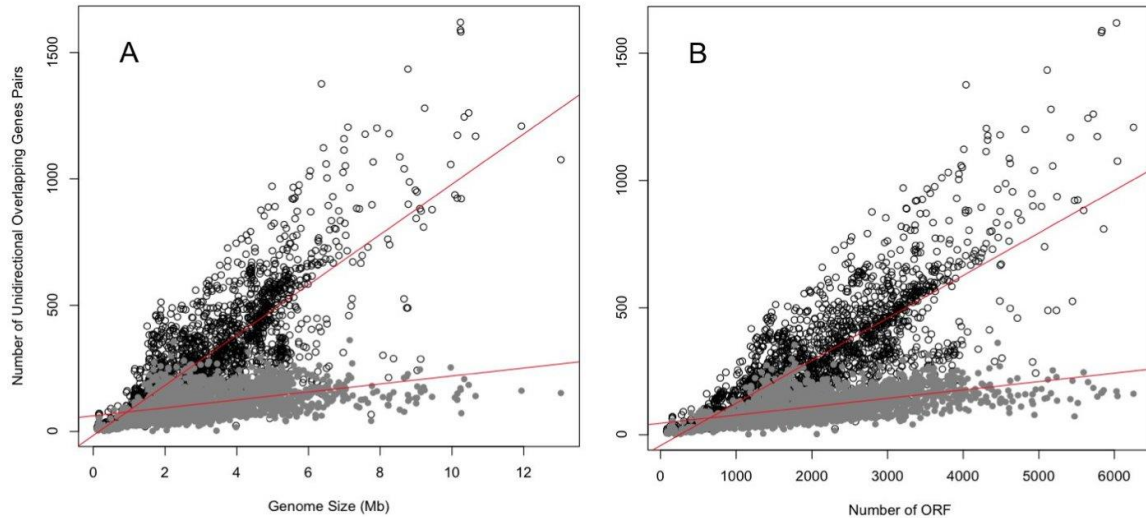 A
Number of Unidirectional Overlapping Genes Pairs
1500
1000
500
0
0 2 4 6 8 10 12
Genome Size (Mb)
B
1500
1000
500
0
0 1000 2000 3000 4000 5000 6000
Number of ORF